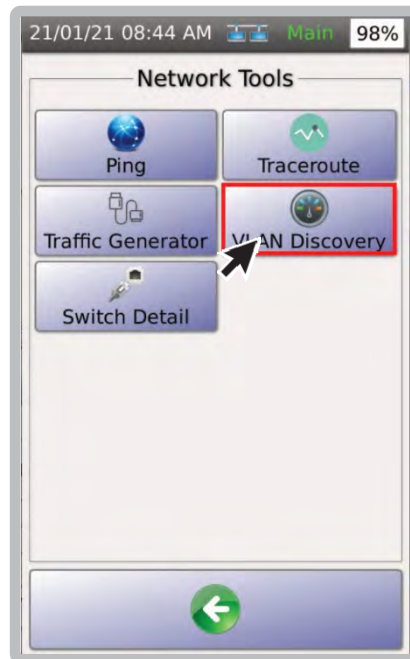 21/01/21 08:44 AM Main 98%
Network Tools
Ping Traceroute
Traffic Generator VLAN Discovery
Switch Detail